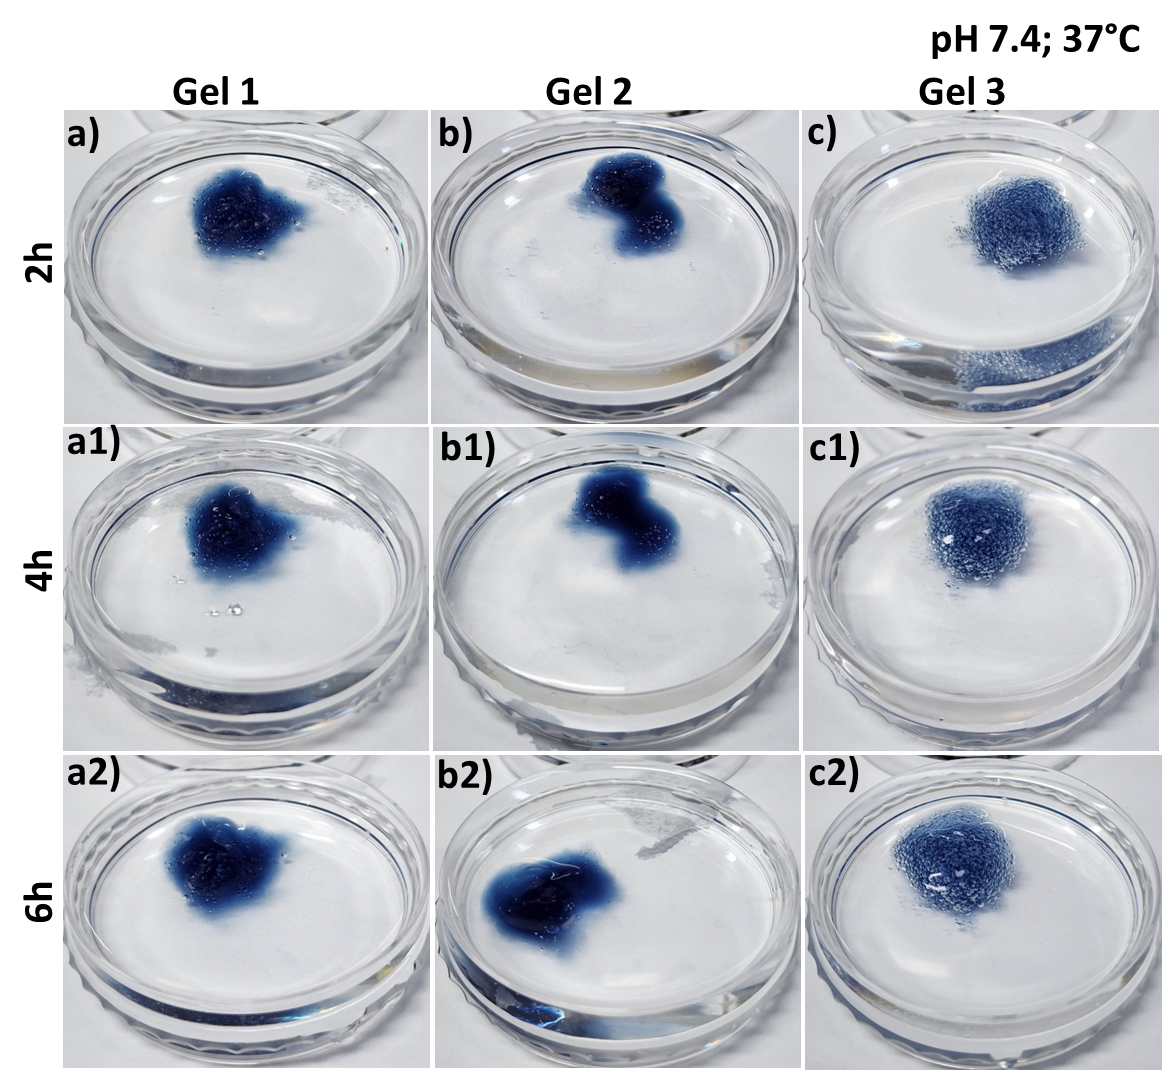 pH 7.4; 37°C
Gel 1 Gel 2 Gel 3
2h a) b) c)
4h a1) b1) c1)
6h a2) b2) c2)